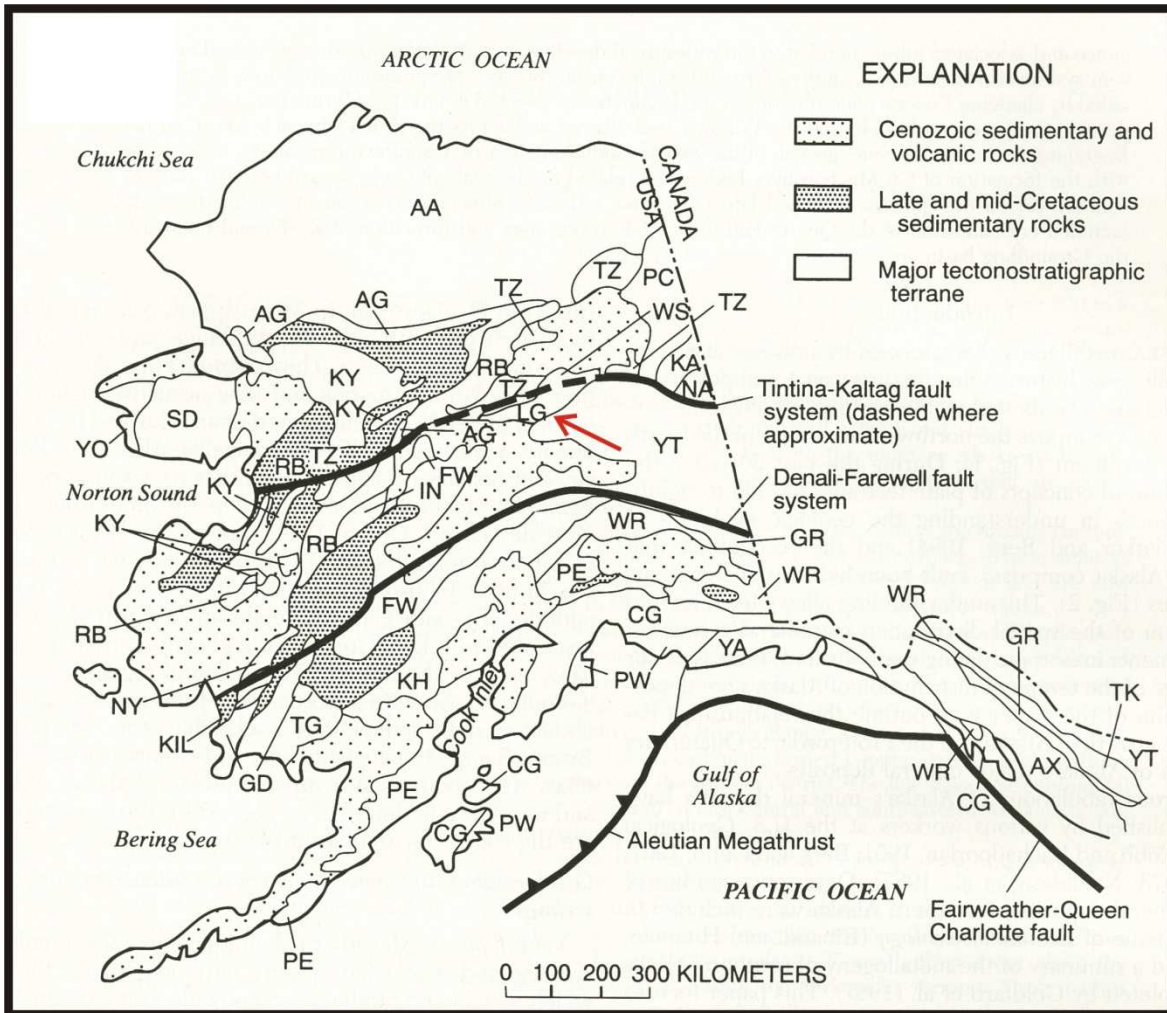 ARCTIC OCEAN
EXPLANATION
Cenozoic sedimentary and
volcanic rocks
Late and mid-Cretaceous
sedimentary rocks
Major tectonostratigraphic
terrane
Chukchi Sea
CANADA
USA
AA
TZ
PC
TZ
AG
TZ
WS
RB
KY
KA
TZ
NA
Tintina-Kaltag fault
system (dashed where
approximate)
SD
KY
LG
AG
YT
YO
TZ
RB
FW
KY
Norton Sound
IN
Denali-Farewell fault
system
KY
WR
GR
RB
PE
WR
FW
CG
WR
RB
YA
GR
KH
PW
NY
Cook Inlet
TK
KIL
TG
YT
GD
CG
Gulf of
Alaska
WR
AX
PE
CG
Bering Sea
CG
PW
Aleutian Megathrust
PACIFIC OCEAN
Fairweather-Queen
Charlotte fault
PE
0 100 200 300 KILOMETERS